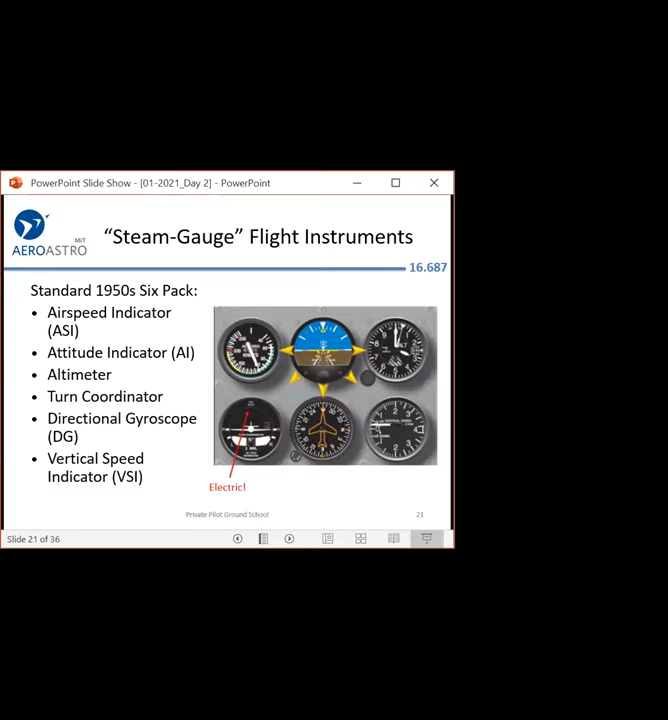 PowerPoint Slide Show - [01-2021_Day 2] - PowerPoint
MIT
AEROASTRO
“Steam-Gauge” Flight Instruments
16.687
Standard 1950s Six Pack:
• Airspeed Indicator
(ASI)
• Attitude Indicator (AI)
• Altimeter
• Turn Coordinator
• Directional Gyroscope
(DG)
• Vertical Speed
Indicator (VSI)
Electric!
Private Pilot Ground School
21
Slide 21 of 36